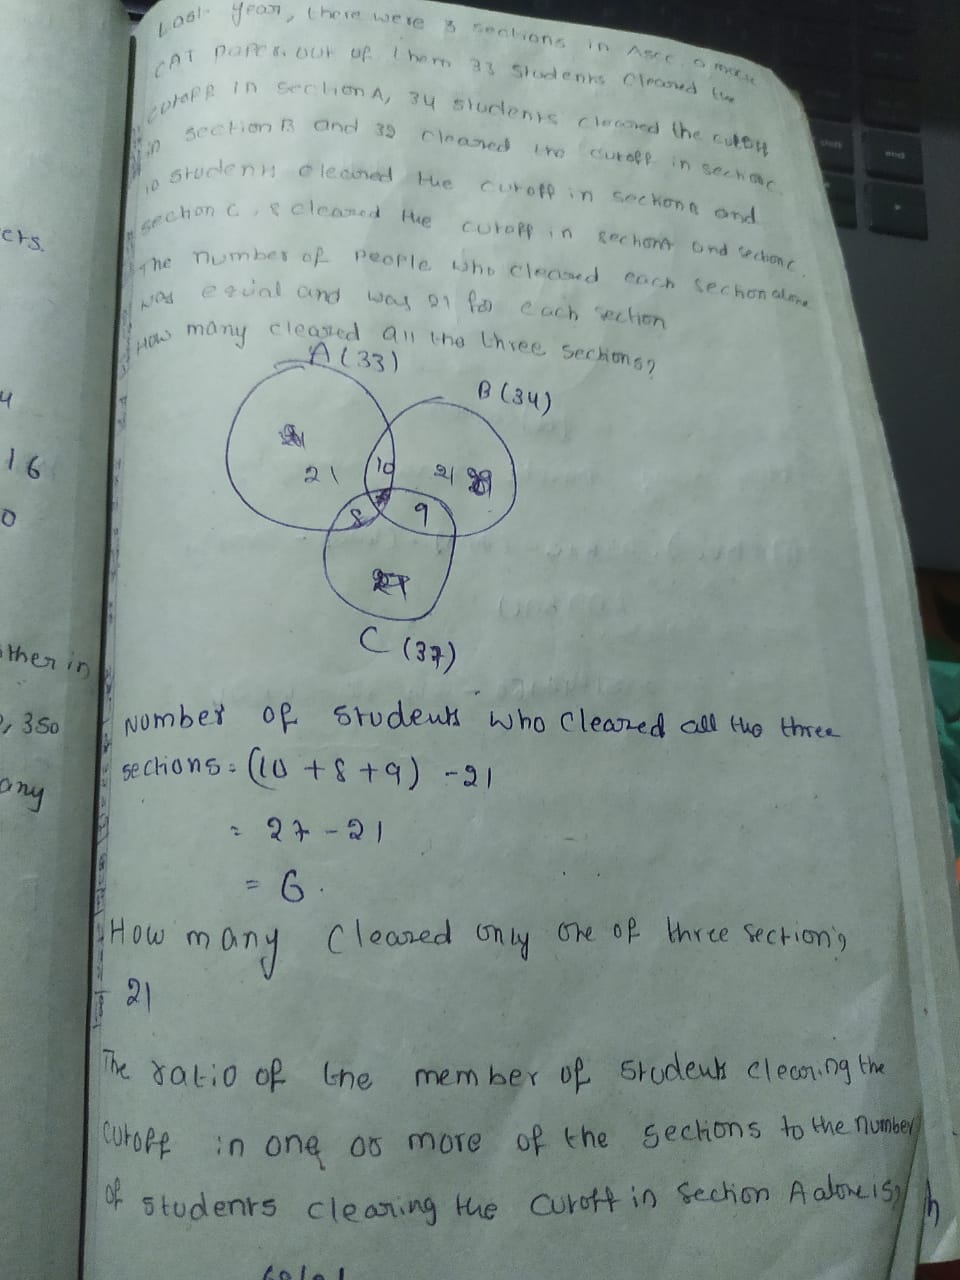 Last year, there were 3 sections in Ascc, a mock
CAT paper. out of them 33 students Cleared the
cutoff in section A, 34 students cleared the cutoff
in section B and 32 cleared the cutoff in section C.
10 students cleared the cutoff in section and
section C, 8 cleared the cutoff in section and section C.
The number of people who cleared each section alone
was equal and was 21 for each section
How many cleared all the three sections?
A (33)
B (34)
21 10 21
8 9
27
C (37)
Number of students who cleared all the three
sections = (10 + 8 + 9) - 21
= 27 - 21
= 6.
How many Cleared only one of three section?
21
The ratio of the member of students clearing the
cutoff in one or more of the sections to the number
of students clearing the cutoff in section A alone is?
ers.
4
16
0
ther in
, 350
any
end